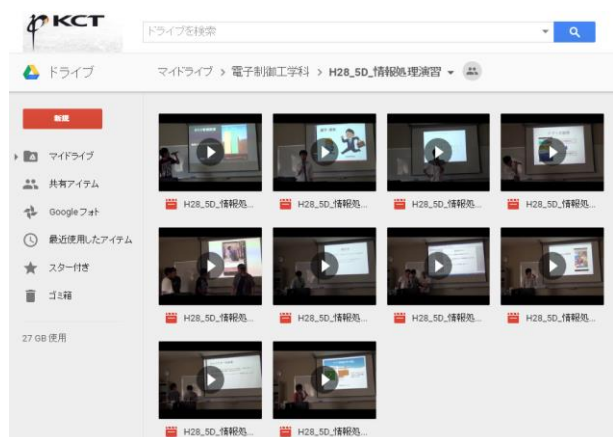 KCT
ドライブを検索
ドライブ
マイドライブ > 電子制御工学科 > H28_5D_情報処理演習
新規
マイドライブ
共有アイテム
Googleフォト
最近使用したアイテム
スター付き
ゴミ箱
27 GB 使用
H28_5D_情報処...
H28_5D_情報処...
H28_5D_情報処...
H28_5D_情報処...
H28_5D_情報処...
H28_5D_情報処...
H28_5D_情報処...
H28_5D_情報処...
H28_5D_情報処...
H28_5D_情報処...